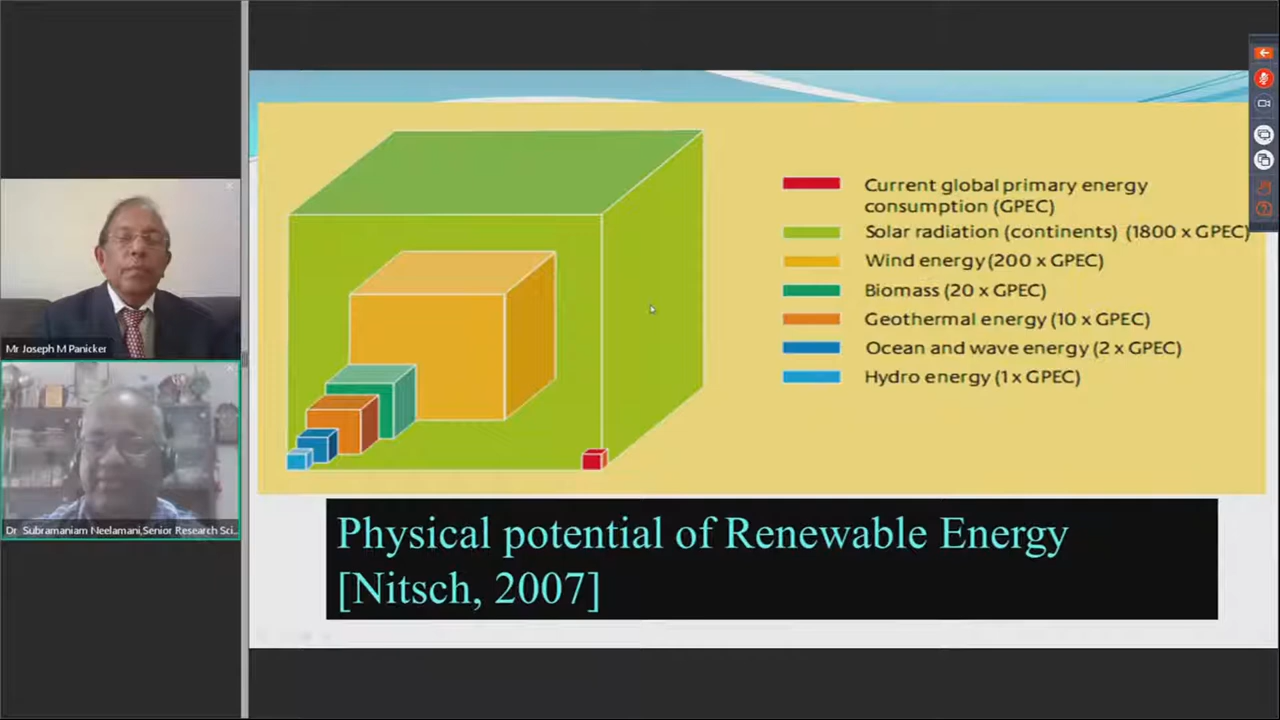 Mr Joseph M Panicker
Dr Subramaniam Neelamani,Senior Research Sci...
Current global primary energy
consumption (GPEC)
Solar radiation (continents) (1800 x GPEC)
Wind energy (200 x GPEC)
Biomass (20 x GPEC)
Geothermal energy (10 x GPEC)
Ocean and wave energy (2 x GPEC)
Hydro energy (1 x GPEC)
Physical potential of Renewable Energy
[Nitsch, 2007]